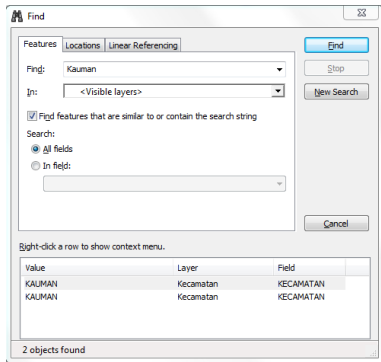 Find
Features Locations Linear Referencing
Find: Kauman
In: <Visible layers>
Find features that are similar to or contain the search string
Search:
All fields
In field:
Find
Stop
New Search
Cancel
Right-click a row to show context menu.
Value Layer Field
KAUMAN Kecamatan KECAMATAN
KAUMAN Kecamatan KECAMATAN
2 objects found